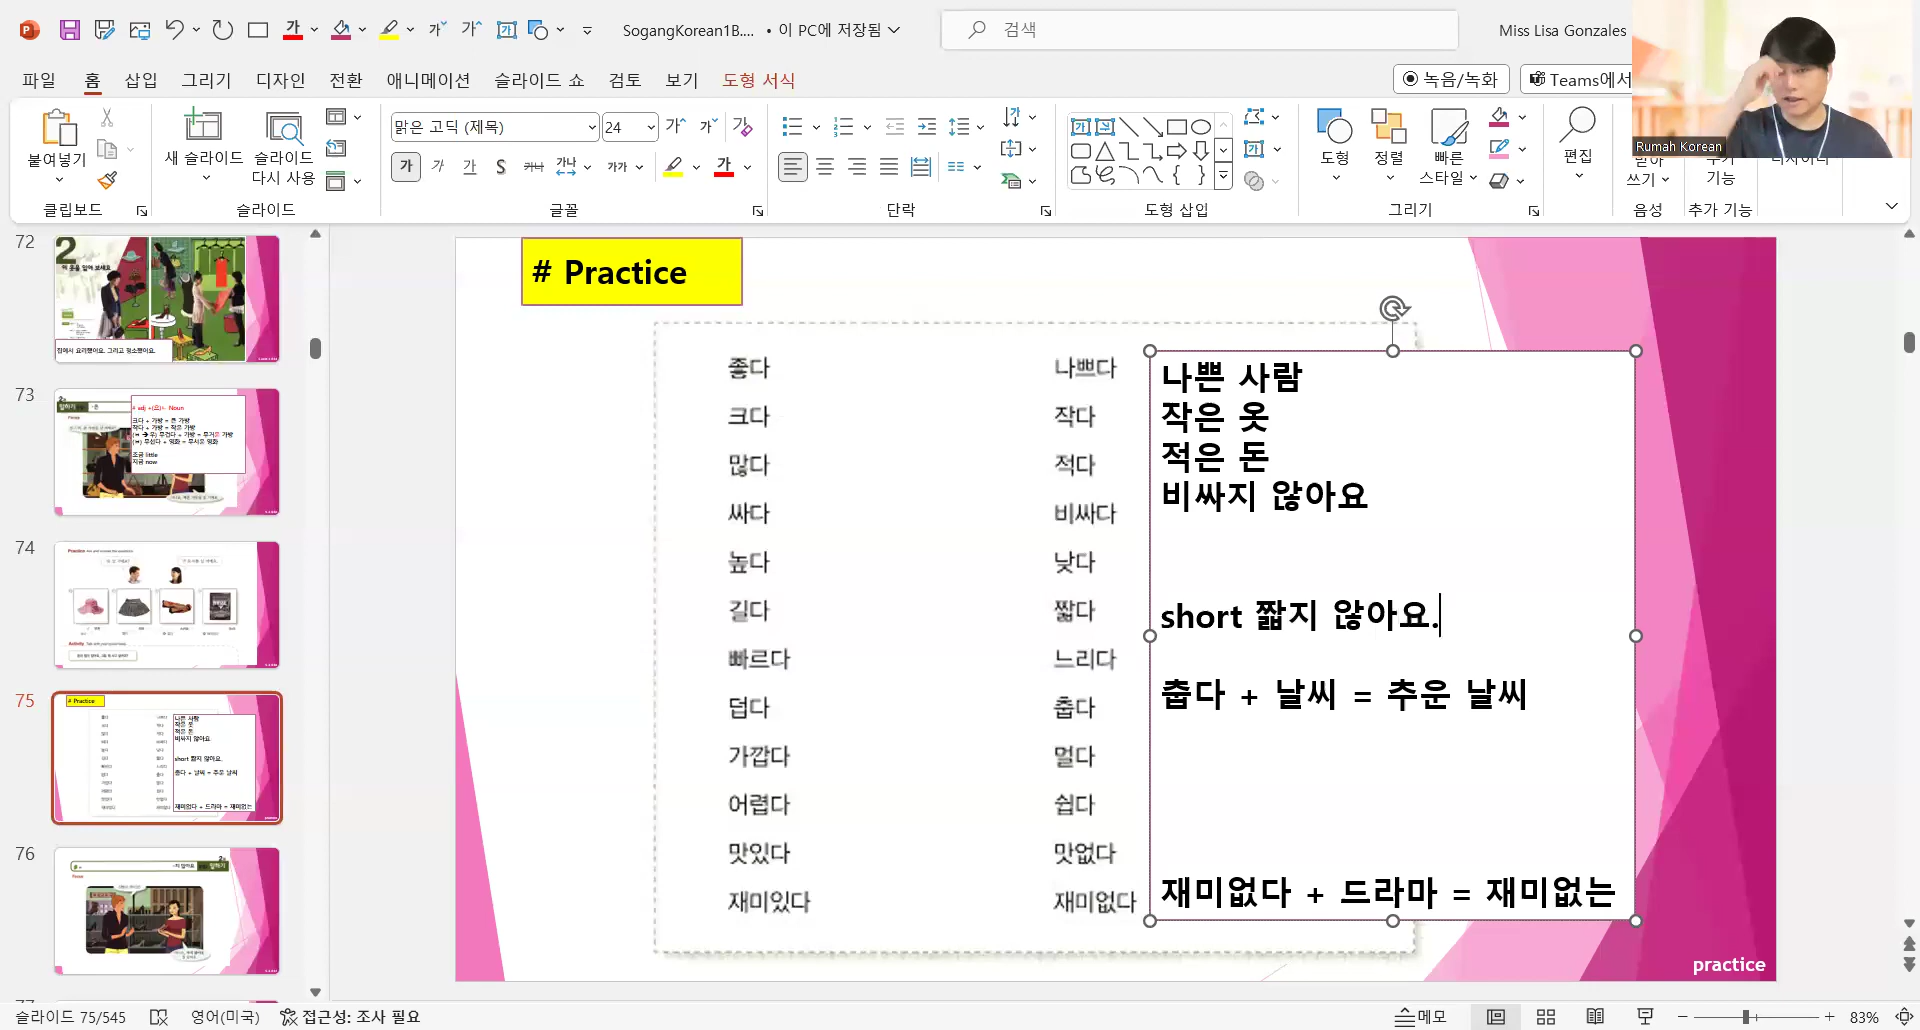 SogangKorean1B.... • 이 PC에 저장됨
검색
Miss Lisa Gonzales
파일 홈 삽입 그리기 디자인 전환 애니메이션 슬라이드 쇼 검토 보기 도형 서식
녹음/녹화
Teams에서
Rumah Korean
붙여넣기
새 슬라이드
슬라이드 다시 사용
맑은 고딕 (제목)
24
도형
정렬
빠른 스타일
편집
받아 쓰기
추가 기능
디자이너
클립보드
슬라이드
글꼴
단락
도형 삽입
그리기
음성
추가 기능
72
73
74
75
76
# Practice
좋다 나쁘다
크다 작다
많다 적다
싸다 비싸다
높다 낮다
길다 짧다
빠르다 느리다
덥다 춥다
가깝다 멀다
어렵다 쉽다
맛있다 맛없다
재미있다 재미없다
나쁜 사람
작은 옷
적은 돈
비싸지 않아요
short 짧지 않아요.
춥다 + 날씨 = 추운 날씨
재미없다 + 드라마 = 재미없는
practice
슬라이드 75/545
영어(미국)
접근성: 조사 필요
메모
83%